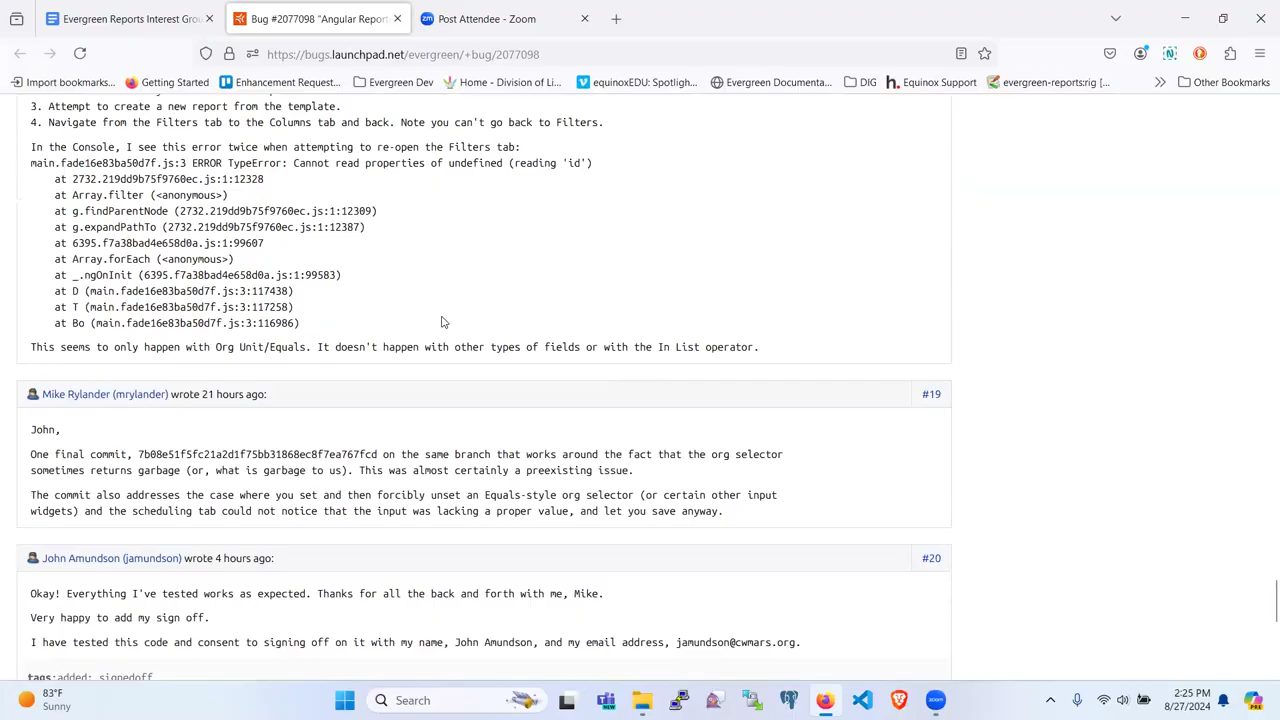 Evergreen Reports Interest Grou
Bug #2077098 "Angular Report
zm
Post Attendee - Zoom
https://bugs.launchpad.net/evergreen/+bug/2077098
Import bookmarks...
Getting Started
Enhancement Request...
Evergreen Dev
Home - Division of Li...
equinoxEDU: Spotligh...
Evergreen Documenta...
DIG
Equinox Support
evergreen-reports:rig [...
Other Bookmarks
3. Attempt to create a new report from the template.
4. Navigate from the Filters tab to the Columns tab and back. Note you can't go back to Filters.
In the Console, I see this error twice when attempting to re-open the Filters tab:
main.fade16e83ba50d7f.js:3 ERROR TypeError: Cannot read properties of undefined (reading 'id')
at 2732.219dd9b75f9760ec.js:1:12328
at Array.filter (<anonymous>)
at g.findParentNode (2732.219dd9b75f9760ec.js:1:12309)
at g.expandPathTo (2732.219dd9b75f9760ec.js:1:12387)
at 6395.f7a38bad4e658d0a.js:1:99607
at Array.forEach (<anonymous>)
at _.ngOnInit (6395.f7a38bad4e658d0a.js:1:99583)
at D (main.fade16e83ba50d7f.js:3:117438)
at T (main.fade16e83ba50d7f.js:3:117258)
at Bo (main.fade16e83ba50d7f.js:3:116986)
This seems to only happen with Org Unit/Equals. It doesn't happen with other types of fields or with the In List operator.
Mike Rylander (mrylander) wrote 21 hours ago:
#19
John,
One final commit, 7b08e51f5fc21a2d1f75bb31868ec8f7ea767fcd on the same branch that works around the fact that the org selector
sometimes returns garbage (or, what is garbage to us). This was almost certainly a preexisting issue.
The commit also addresses the case where you set and then forcibly unset an Equals-style org selector (or certain other input
widgets) and the scheduling tab could not notice that the input was lacking a proper value, and let you save anyway.
John Amundson (jamundson) wrote 4 hours ago:
#20
Okay! Everything I've tested works as expected. Thanks for all the back and forth with me, Mike.
Very happy to add my sign off.
I have tested this code and consent to signing off on it with my name, John Amundson, and my email address, jamundson@cwmars.org.
tags:added: signedoff
83°F
Sunny
Search
zoom
2:25 PM
8/27/2024